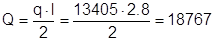 Q = q·l/2 = 13405·2.8/2 = 18767